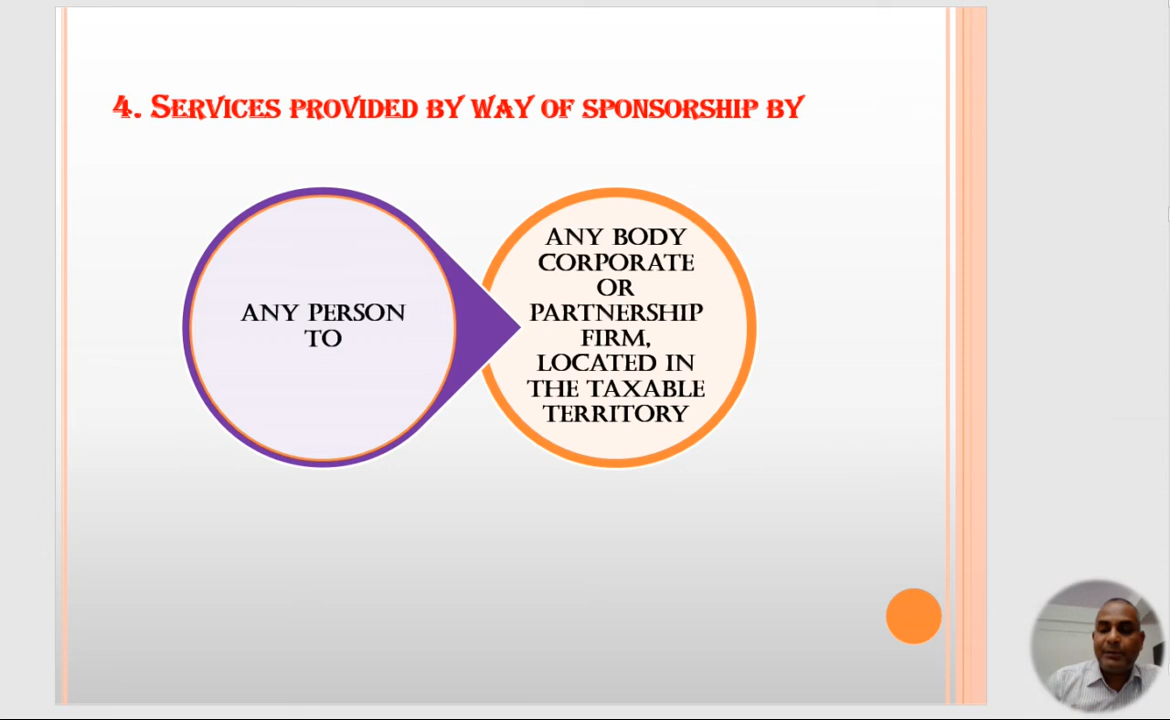 4. Services provided by way of sponsorship by
ANY PERSON
TO
ANY BODY
CORPORATE
OR
PARTNERSHIP
FIRM,
LOCATED IN
THE TAXABLE
TERRITORY